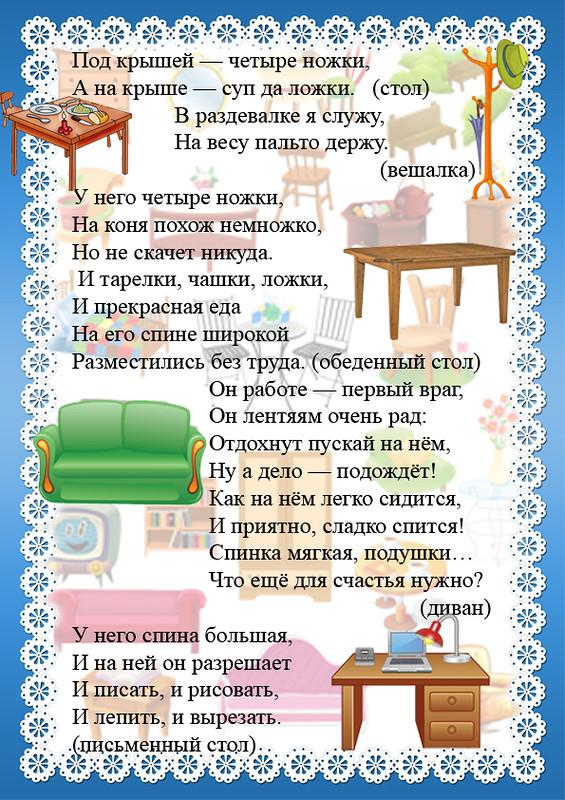 Под крышей — четыре ножки,
А на крыше — суп да ложки. (стол)
В раздевалке я служу,
На весу пальто держу.
(вешалка)
У него четыре ножки,
На коня похож немножко,
Но не скачет никуда.
И тарелки, чашки, ложки,
И прекрасная еда
На его спине широкой
Разместились без труда. (обеденный стол)
Он работе — первый враг,
Он лентяям очень рад:
Отдохнут пускай на нём,
Ну а дело — подождёт!
Как на нём легко сидится,
И приятно, сладко спится!
Спинка мягкая, подушки…
Что ещё для счастья нужно?
(диван)
У него спина большая,
И на ней он разрешает
И писать, и рисовать,
И лепить, и вырезать.
(письменный стол)